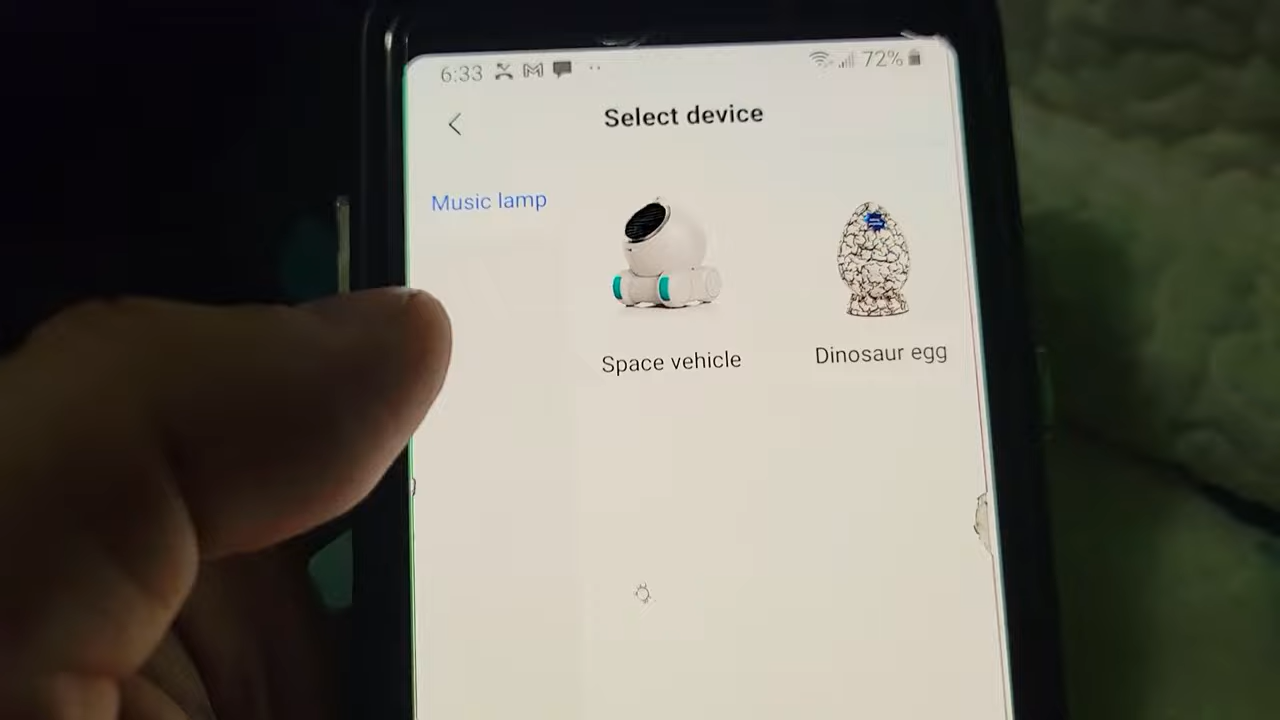 6:33 72%
Select device
Music lamp
Space vehicle
Dinosaur egg